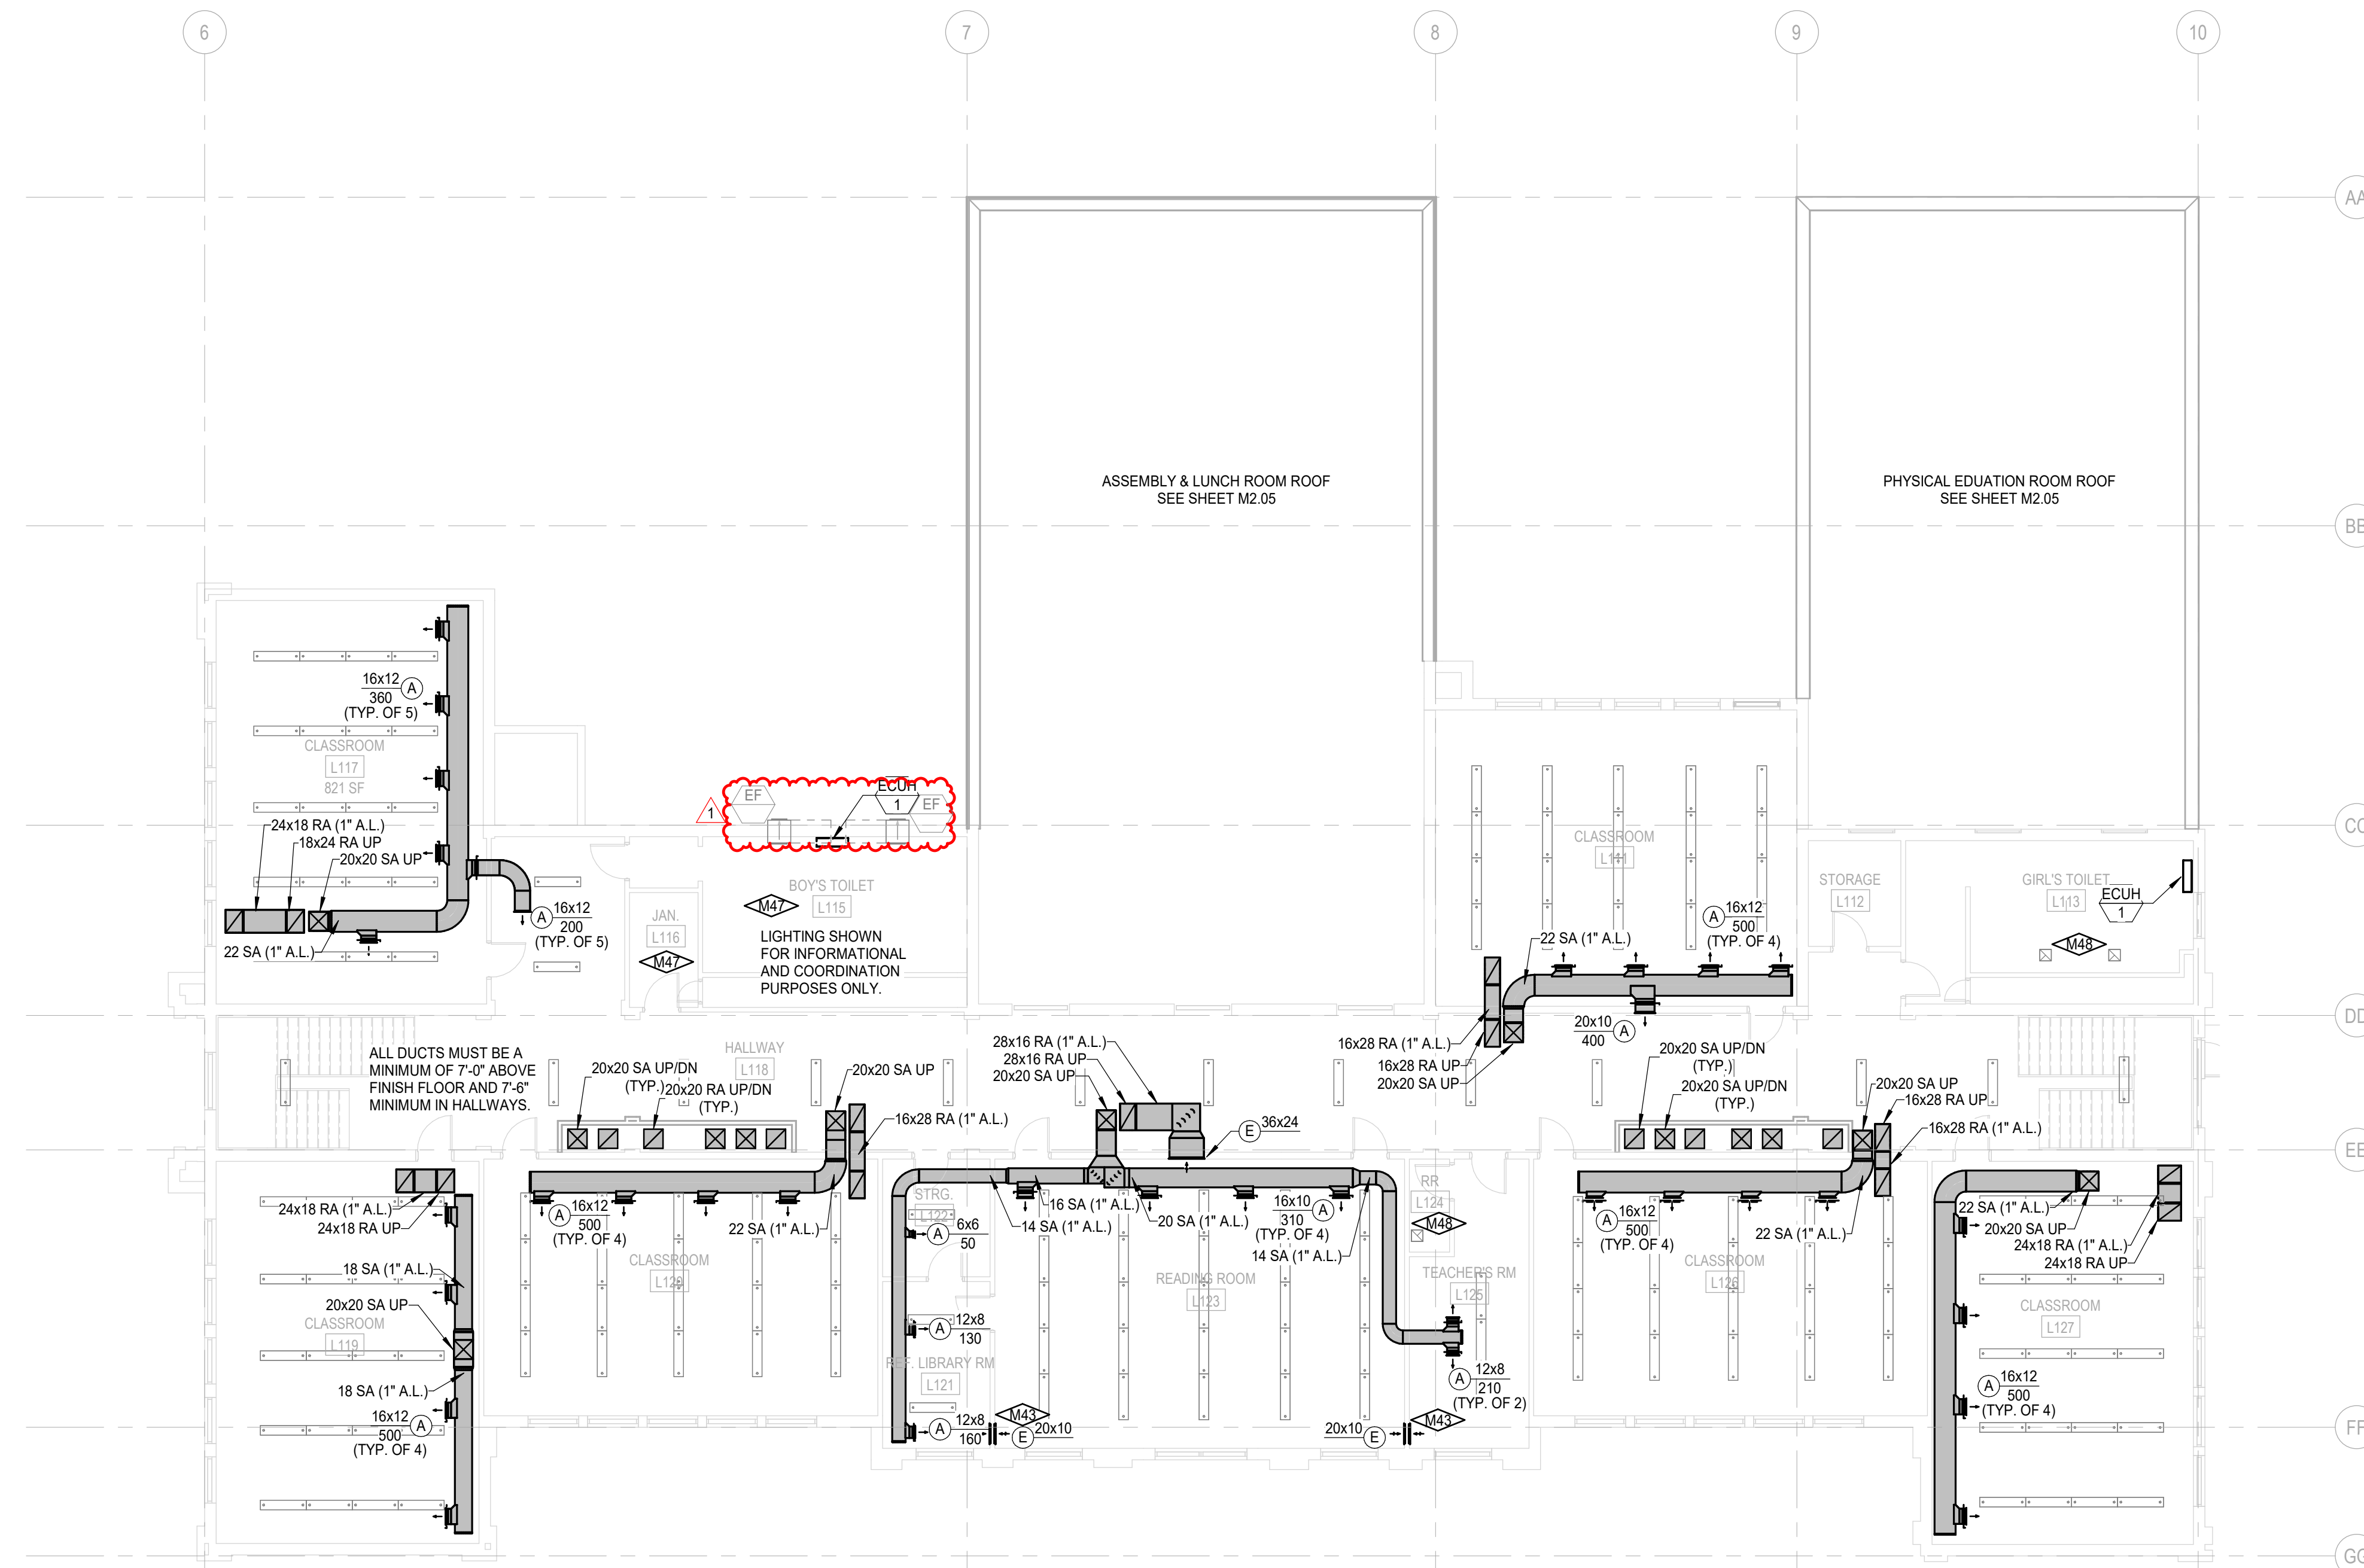 6
7
8
9
10
AA
BB
ASSEMBLY & LUNCH ROOM ROOF
SEE SHEET M2.05
PHYSICAL EDUATION ROOM ROOF
SEE SHEET M2.05
16x12
360
(TYP. OF 5)
A
CLASSROOM
L117
821 SF
24x18 RA (1" A.L.)
18x24 RA UP
20x20 SA UP
22 SA (1" A.L.)
A
16x12
200
(TYP. OF 5)
1
EF
ECUH
1
EF
BOY'S TOILET
L115
M47
JAN.
L116
M47
LIGHTING SHOWN
FOR INFORMATIONAL
AND COORDINATION
PURPOSES ONLY.
CLASSROOM
A
16x12
500
(TYP. OF 4)
22 SA (1" A.L.)
STORAGE
L112
GIRL'S TOILET
L113
ECUH
1
M48
DD
ALL DUCTS MUST BE A
MINIMUM OF 7'-0" ABOVE
FINISH FLOOR AND 7'-6"
MINIMUM IN HALLWAYS.
HALLWAY
L118
20x20 SA UP/DN
(TYP.)
20x20 RA UP/DN
(TYP.)
20x20 SA UP
16x28 RA (1" A.L.)
28x16 RA (1" A.L.)
28x16 RA UP
20x20 SA UP
E
36x24
16x28 RA (1" A.L.)
16x28 RA UP
20x20 SA UP
20x10
400
A
20x20 SA UP/DN
(TYP.)
20x20 SA UP/DN
(TYP.)
20x20 SA UP
16x28 RA UP
16x28 RA (1" A.L.)
24x18 RA (1" A.L.)
24x18 RA UP
18 SA (1" A.L.)
20x20 SA UP
CLASSROOM
L119
18 SA (1" A.L.)
16x12
500
(TYP. OF 4)
A
A
16x12
500
(TYP. OF 4)
22 SA (1" A.L.)
CLASSROOM
L120
STRG.
L122
A
6x6
50
14 SA (1" A.L.)
16 SA (1" A.L.)
20 SA (1" A.L.)
16x10
310
(TYP. OF 4)
A
14 SA (1" A.L.)
READING ROOM
L123
A
12x8
130
REF. LIBRARY RM
L121
A
12x8
160
M43
E
20x10
20x10
E
M43
RR
L124
M48
TEACHER'S RM
L125
A
12x8
210
(TYP. OF 2)
A
16x12
500
(TYP. OF 4)
22 SA (1" A.L.)
CLASSROOM
L126
22 SA (1" A.L.)
20x20 SA UP
24x18 RA (1" A.L.)
24x18 RA UP
CLASSROOM
L127
A
16x12
500
(TYP. OF 4)